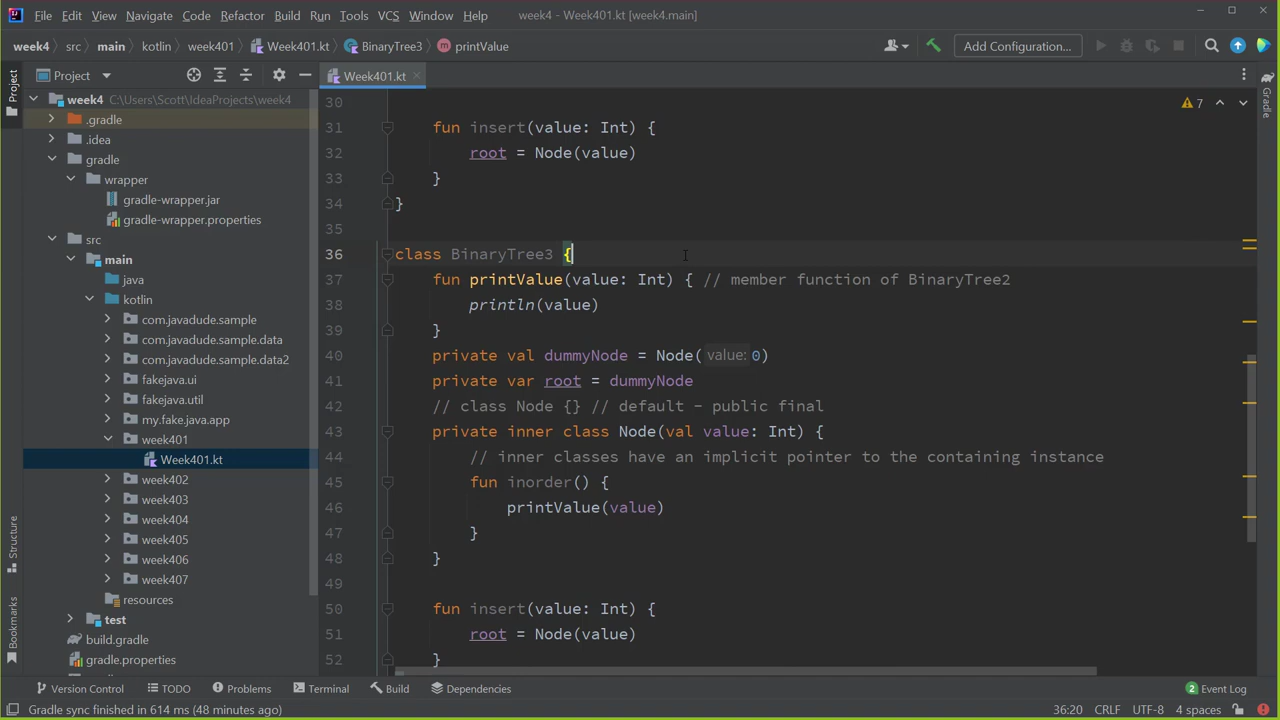 File Edit View Navigate Code Refactor Build Run Tools VCS Window Help week4 - Week401.kt [week4.main]
week4 src main kotlin week401 Week401.kt BinaryTree3 printValue Add Configuration...
Project Week401.kt
week4 C:\Users\Scott\IdeaProjects\week4
.gradle
.idea
gradle
wrapper
gradle-wrapper.jar
gradle-wrapper.properties
src
main
java
kotlin
com.javadude.sample
com.javadude.sample.data
com.javadude.sample.data2
fakejava.ui
fakejava.util
my.fake.java.app
week401
Week401.kt
week402
week403
week404
week405
week406
week407
resources
test
build.gradle
gradle.properties
Project
Structure
Bookmarks
30
31 fun insert(value: Int) {
32 root = Node(value)
33 }
34 }
35
36 class BinaryTree3 {
37 fun printValue(value: Int) { // member function of BinaryTree2
38 println(value)
39 }
40 private val dummyNode = Node( value: 0)
41 private var root = dummyNode
42 // class Node {} // default - public final
43 private inner class Node(val value: Int) {
44 // inner classes have an implicit pointer to the containing instance
45 fun inorder() {
46 printValue(value)
47 }
48 }
49
50 fun insert(value: Int) {
51 root = Node(value)
52 }
7
Gradle
Version Control TODO Problems Terminal Build Dependencies 2 Event Log
Gradle sync finished in 614 ms (48 minutes ago) 36:20 CRLF UTF-8 4 spaces